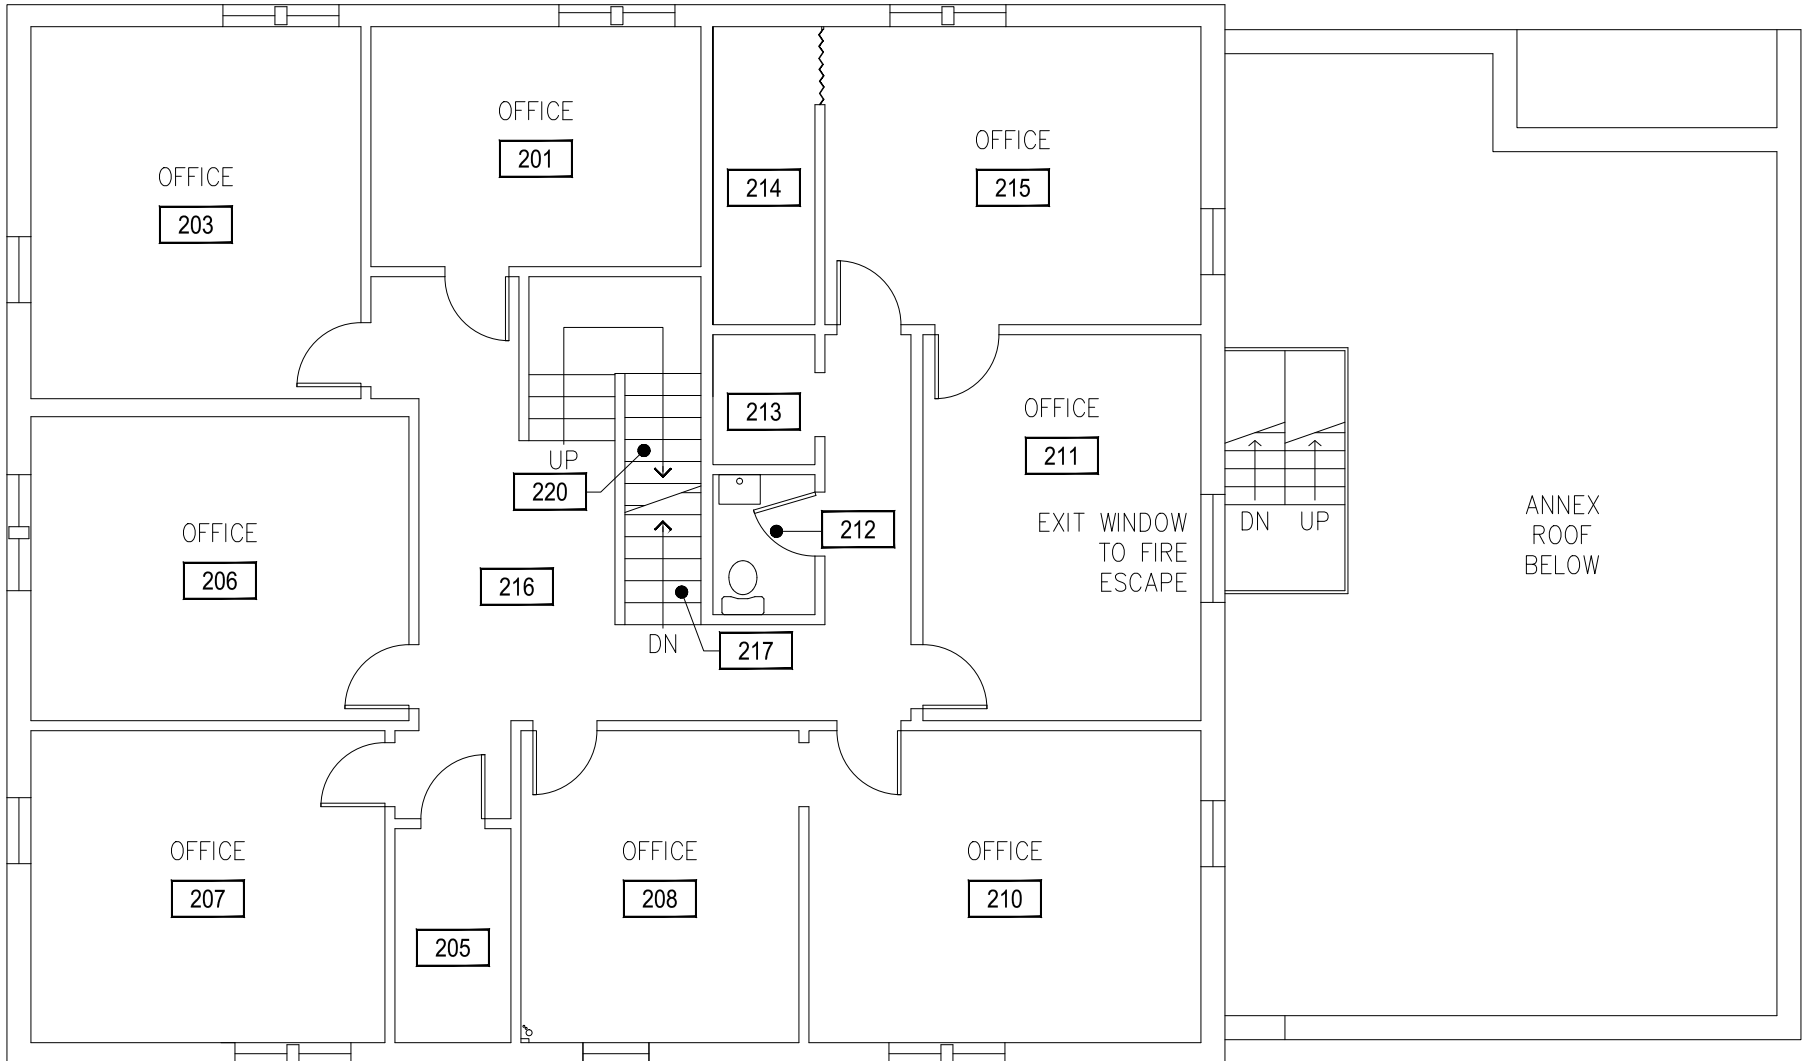 OFFICE
201
OFFICE
203
OFFICE
215
214
213
OFFICE
211
UP
220
EXIT WINDOW
TO FIRE
ESCAPE
DN UP
ANNEX
ROOF
BELOW
212
OFFICE
206
216
DN
217
OFFICE
207
205
OFFICE
208
OFFICE
210